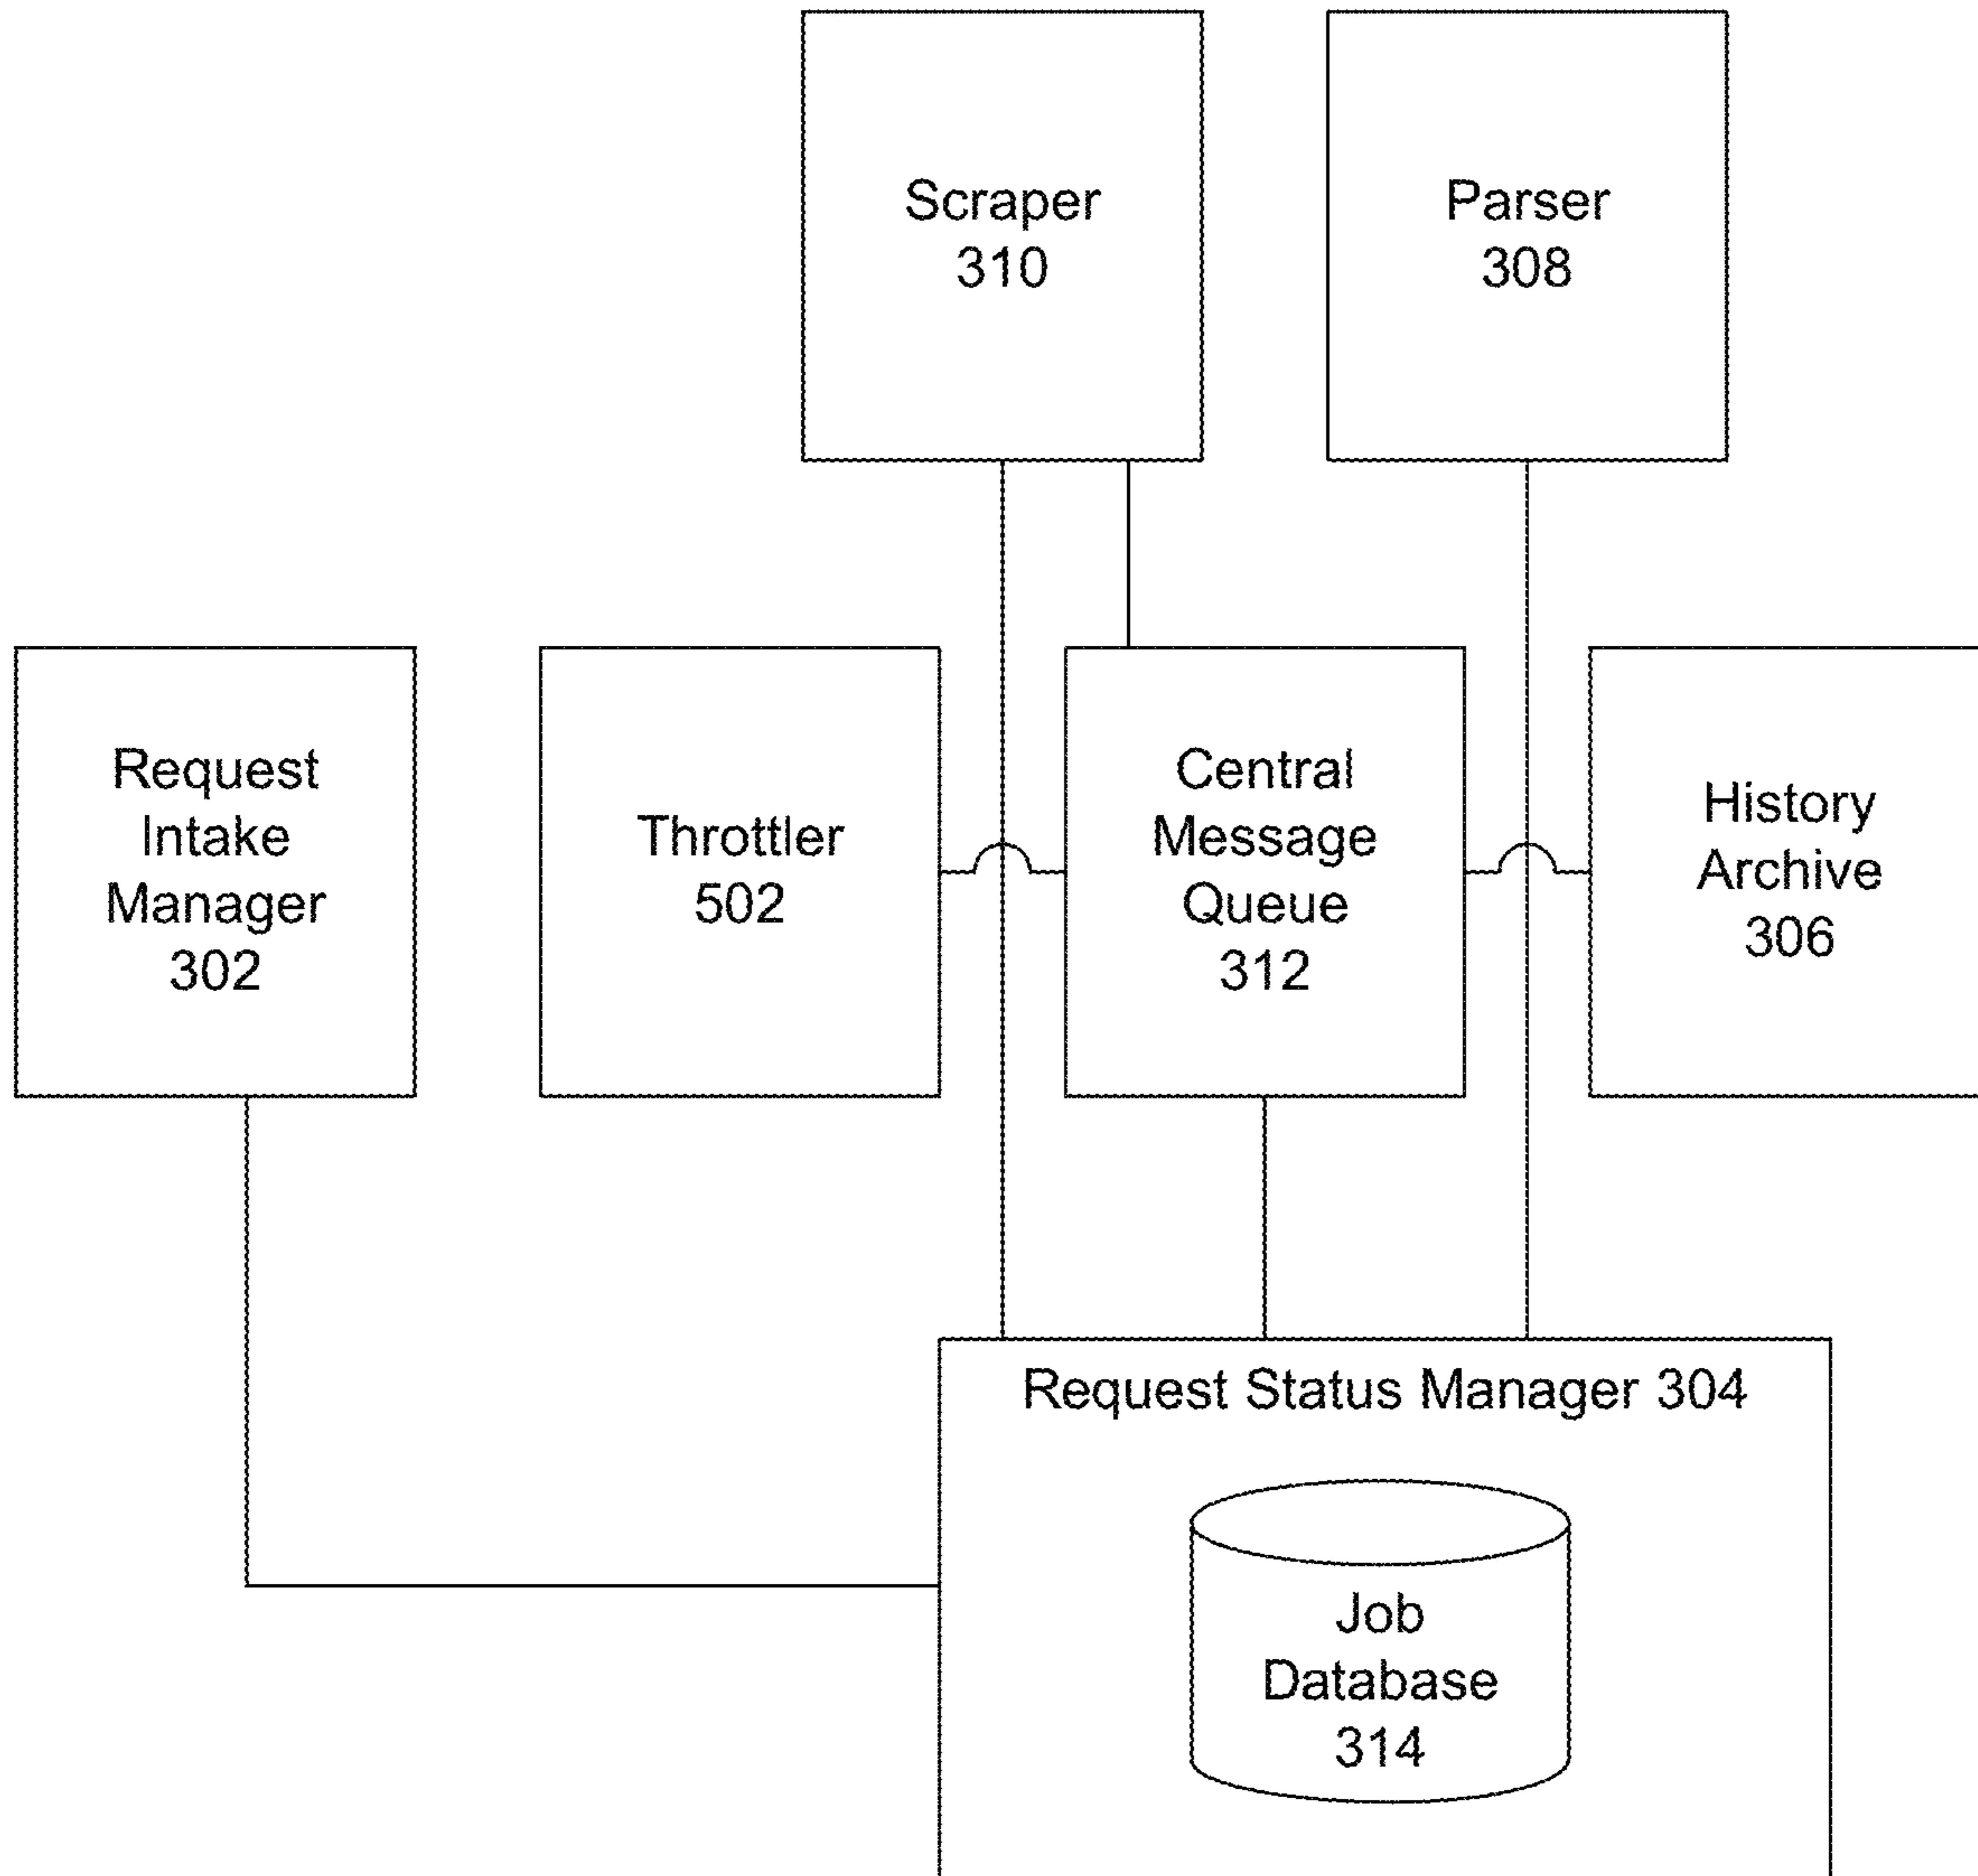 Scraper
310
Parser
308
Request
Intake
Manager
302
Throttler
502
Central
Message
Queue
312
History
Archive
306
Request Status Manager 304
Job
Database
314